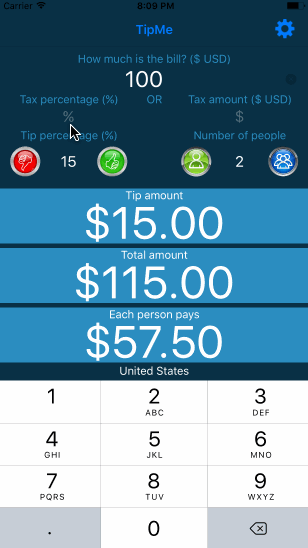 Carrier 8:09 PM
TipMe
How much is the bill? ($ USD)
100
Tax percentage (%) OR Tax amount ($ USD)
% $
Tip percentage (%) Number of people
15 2
Tip amount
$15.00
Total amount
$115.00
Each person pays
$57.50
United States
1 2 3
ABC DEF
4 5 6
GHI JKL MNO
7 8 9
PQRS TUV WXYZ
. 0